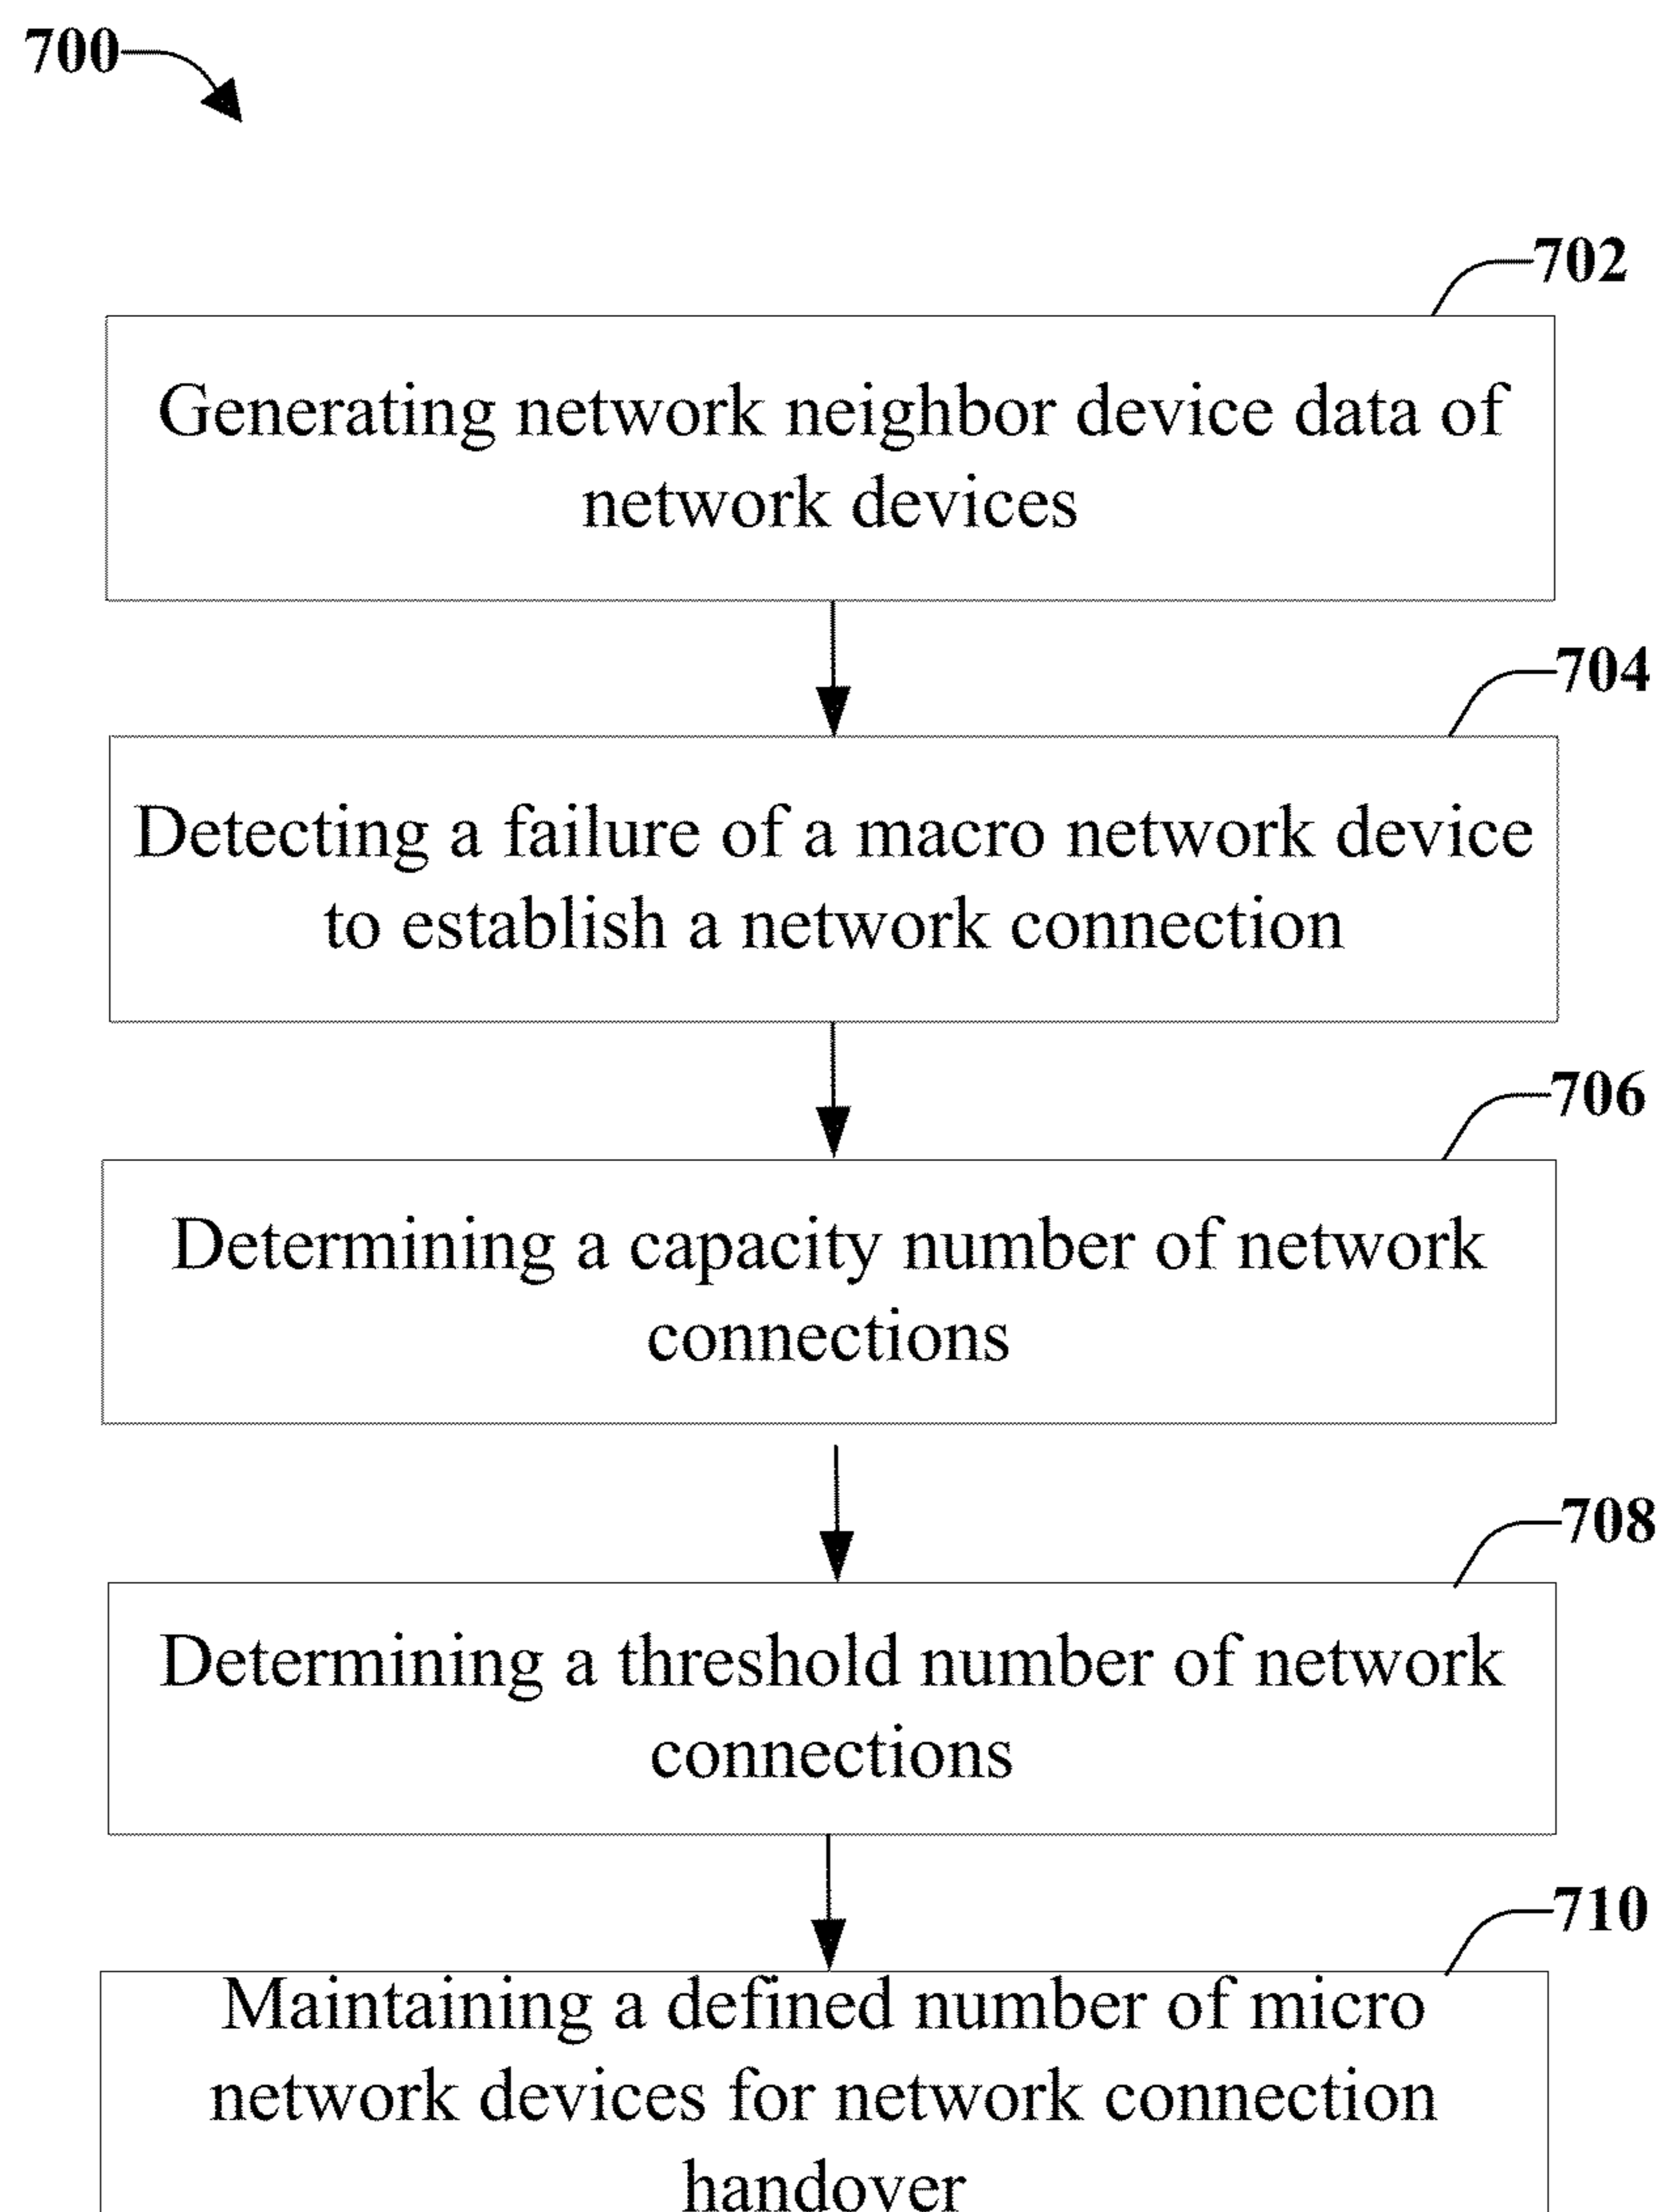 700
702
Generating network neighbor device data of
network devices
704
Detecting a failure of a macro network device
to establish a network connection
706
Determining a capacity number of network
connections
708
Determining a threshold number of network
connections
710
Maintaining a defined number of micro
network devices for network connection
handover